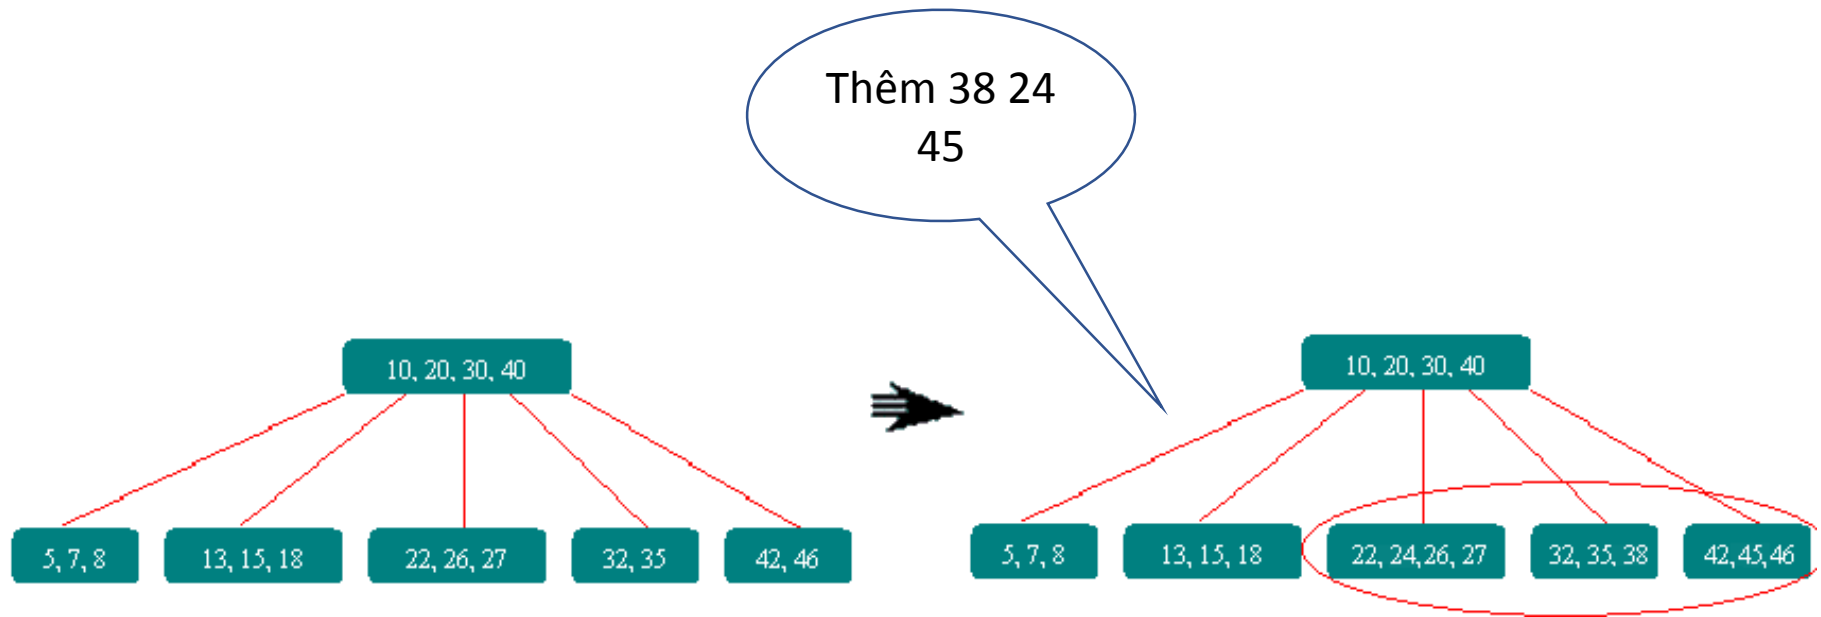 Thêm 38 24
45
10, 20, 30, 40
5, 7, 8
13, 15, 18
22, 26, 27
32, 35
42, 46
10, 20, 30, 40
5, 7, 8
13, 15, 18
22, 24,26, 27
32, 35, 38
42,45,46